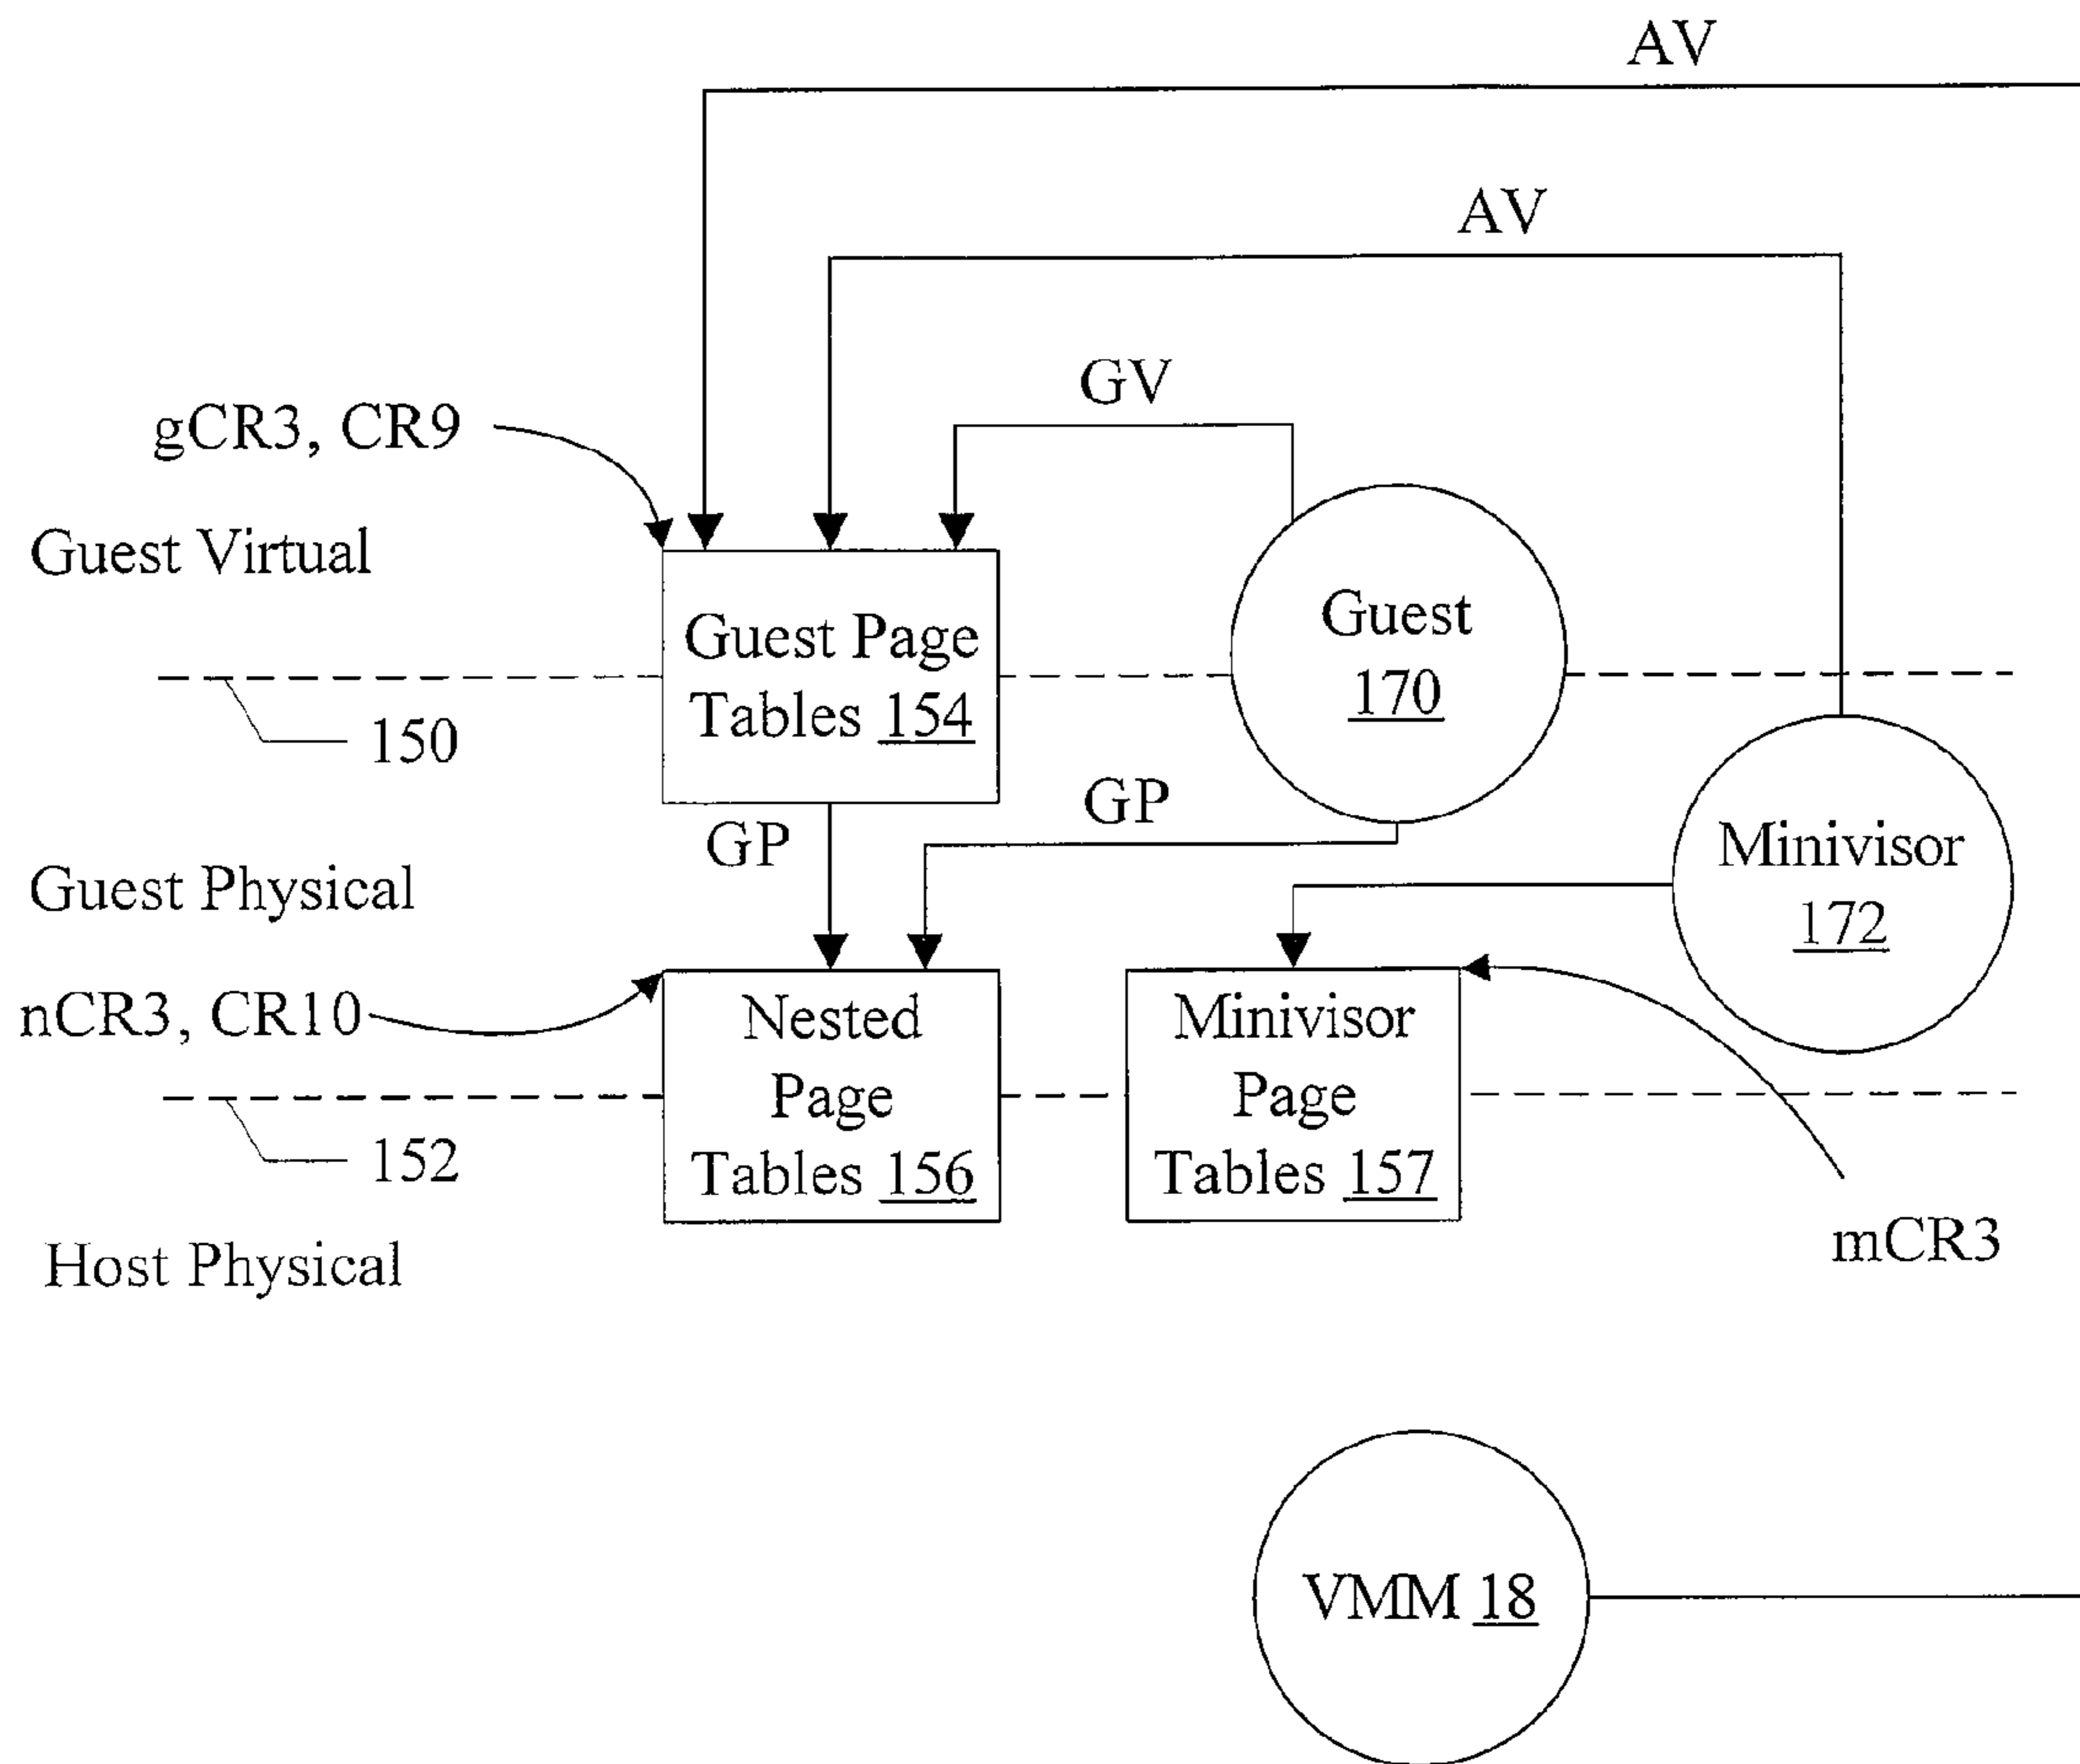 AV
AV
GV
gCR3, CR9
Guest Virtual
Guest Page
Tables 154
Guest
170
150
GP
GP
Minivisor
172
Guest Physical
nCR3, CR10
Nested
Page
Tables 156
Minivisor
Page
Tables 157
152
mCR3
Host Physical
VMM 18